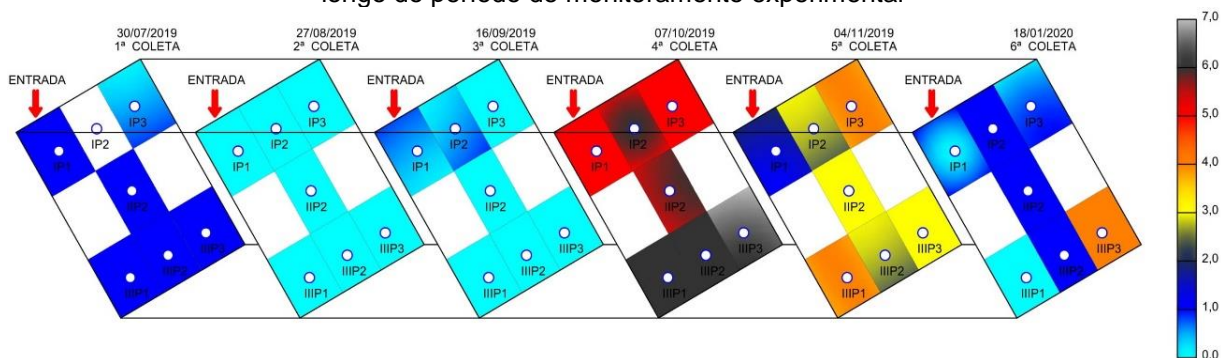 longo do período de monitoramento experimental
30/07/2019
1ª COLETA
27/08/2019
2ª COLETA
16/09/2019
3ª COLETA
07/10/2019
4ª COLETA
04/11/2019
5ª COLETA
18/01/2020
6ª COLETA
ENTRADA
ENTRADA
ENTRADA
ENTRADA
ENTRADA
ENTRADA
IP1
IP2
IP3
IIP2
IIIP1
IIIP2
IIIP3
IP1
IP2
IP3
IIP2
IIIP1
IIIP2
IIIP3
IP1
IP2
IP3
IIP2
IIIP1
IIIP2
IIIP3
IP1
IP2
IP3
IIP2
IIIP1
IIIP2
IIIP3
IP1
IP2
IP3
IIP2
IIIP1
IIIP2
IIIP3
IP1
IP2
IP3
IIP2
IIIP1
IIIP2
IIIP3
7,0
6,0
5,0
4,0
3,0
2,0
1,0
0,0